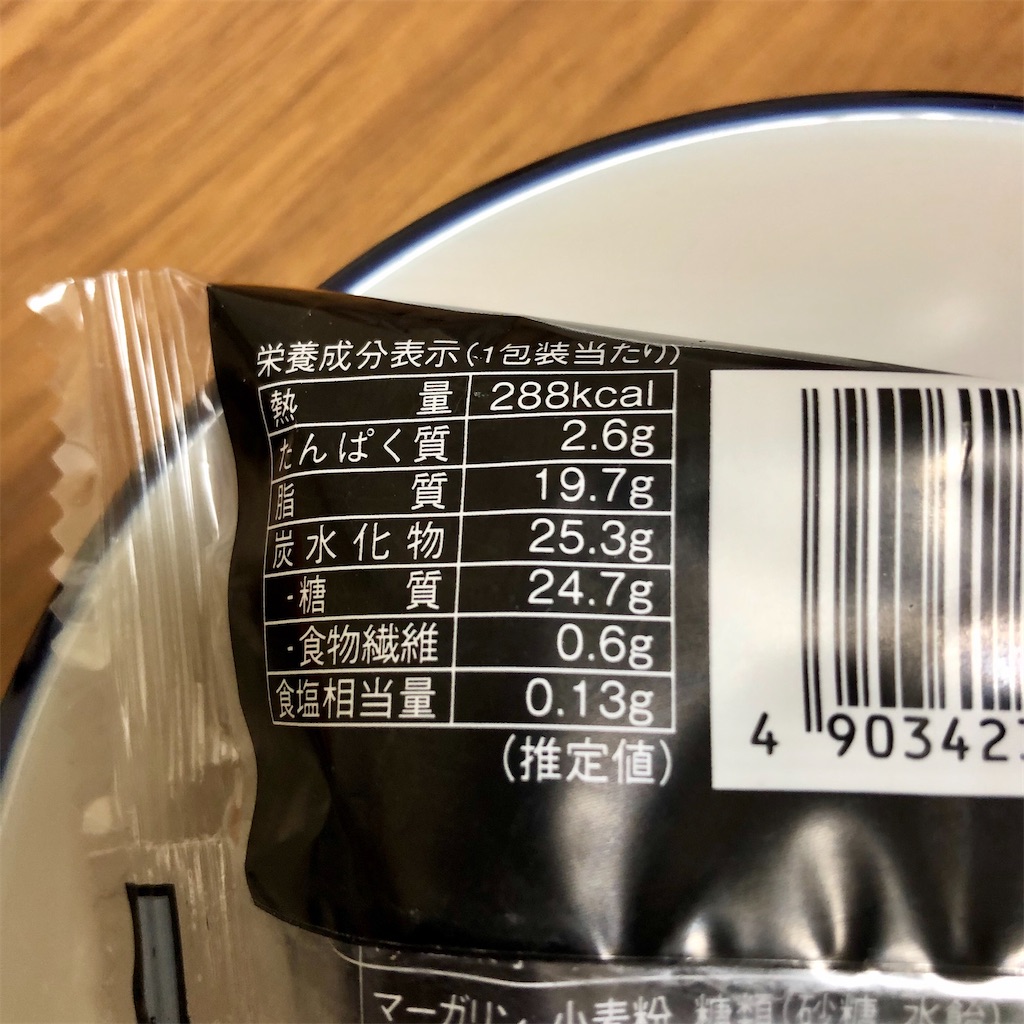 栄養成分表示(1包装当たり)
熱量 288kcal
たんぱく質 2.6g
脂質 19.7g
炭水化物 25.3g
-糖質 24.7g
-食物繊維 0.6g
食塩相当量 0.13g
(推定値)
4 903423
マーガリン、小麦粉、糖類(砂糖、水飴)